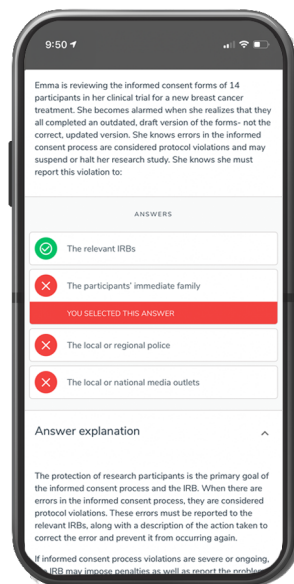 9:50
Emma is reviewing the informed consent forms of 14
participants in her clinical trial for a new breast cancer
treatment. She becomes alarmed when she realizes that they
all completed an outdated, draft version of the forms- not the
correct, updated version. She knows errors in the informed
consent process are considered protocol violations and may
suspend or halt her research study. She knows she must
report this violation to:
ANSWERS
The relevant IRBs
The participants' immediate family
YOU SELECTED THIS ANSWER
The local or regional police
The local or national media outlets
Answer explanation
The protection of research participants is the primary goal of
the informed consent process and the IRB. When there are
errors in the informed consent process, they are considered
protocol violations. These errors must be reported to the
relevant IRBs, along with a description of the action taken to
correct the error and prevent it from occurring again.
If informed consent process violations are severe or ongoing,
IRB may impose penalties as well as report the problem